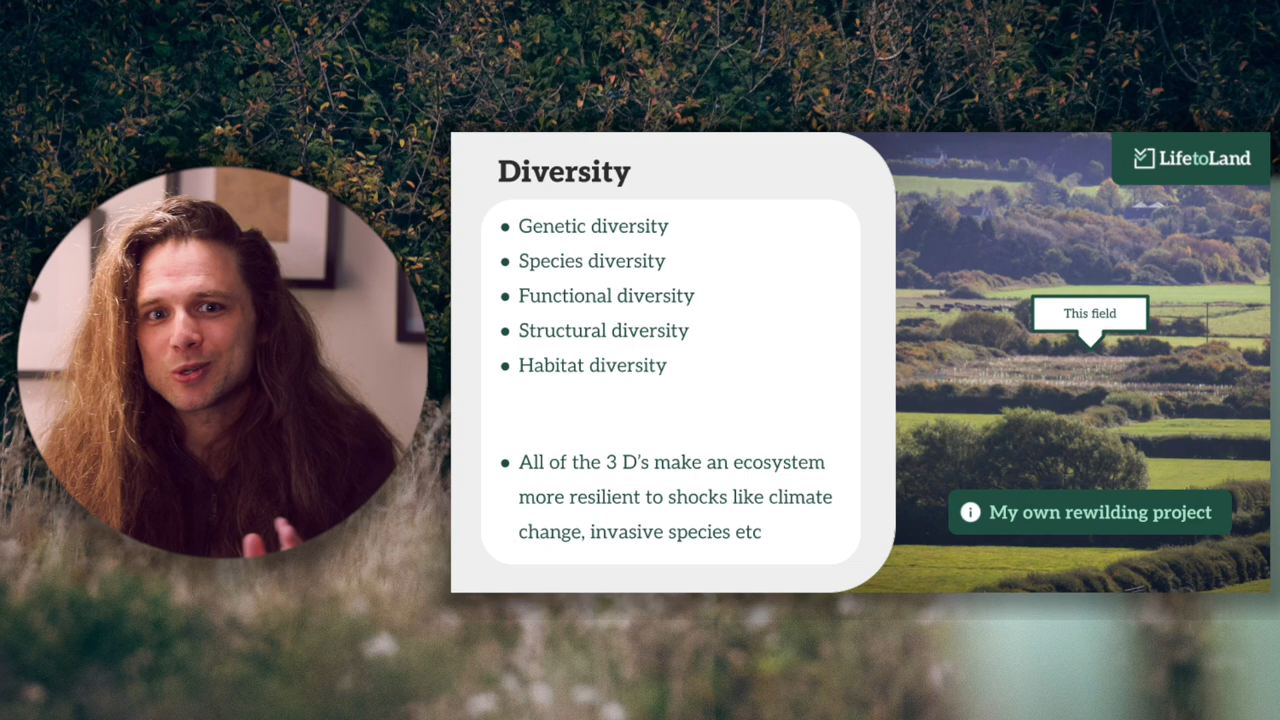 Diversity
• Genetic diversity
• Species diversity
• Functional diversity
• Structural diversity
• Habitat diversity
• All of the 3 D’s make an ecosystem
more resilient to shocks like climate
change, invasive species etc
LifetoLand
This field
My own rewilding project